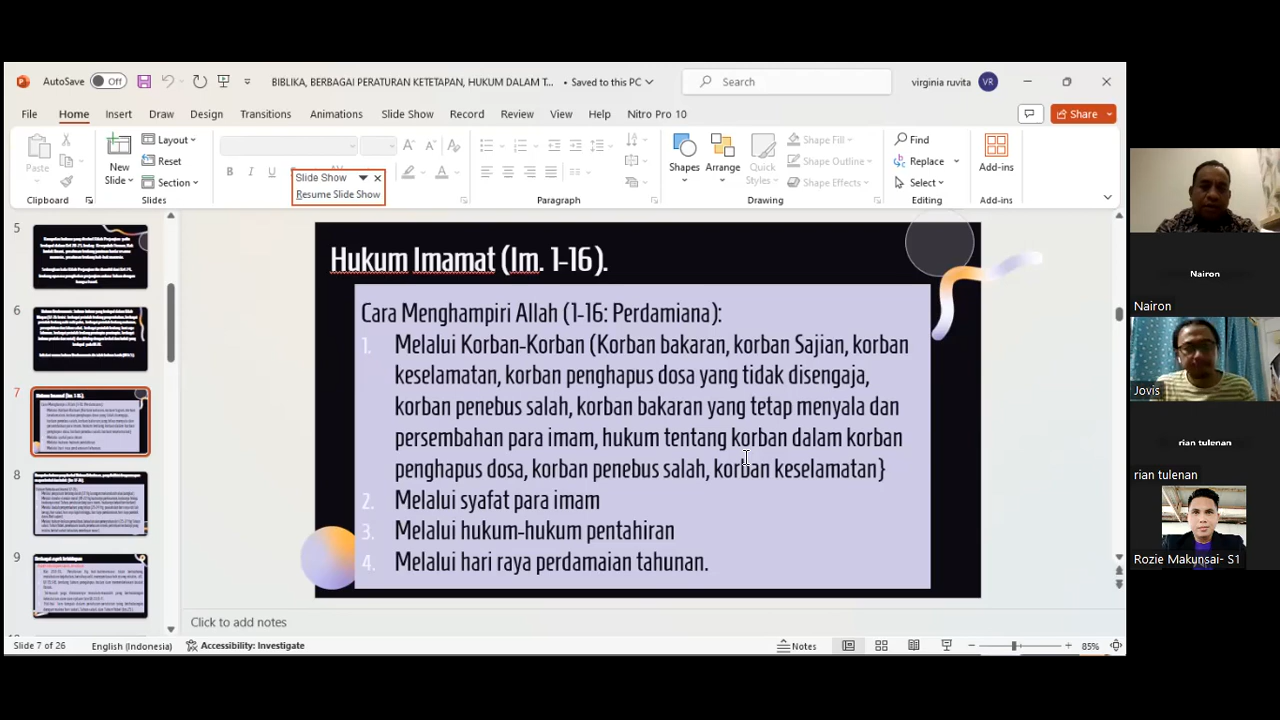 AutoSave Off
BIBLIKA, BERBAGAI PERATURAN KETETAPAN, HUKUM DALAM T... • Saved to this PC
Search
virginia ruvita VR
File Home Insert Draw Design Transitions Animations Slide Show Record Review View Help Nitro Pro 10
Share
Paste
Clipboard
New
Slide
Layout
Reset
Section
Slides
Slide Show
Resume Slide Show
Paragraph
Shapes
Arrange
Quick
Styles
Shape Fill
Shape Outline
Shape Effects
Drawing
Find
Replace
Select
Editing
Add-ins
Add-ins
5
6
7
8
9
Hukum Imamat (Im. 1-16).
Cara Menghampiri Allah (1-16: Perdamiana):
1. Melalui Korban-Korban (Korban bakaran, korban Sajian, korban
keselamatan, korban penghapus dosa yang tidak disengaja,
korban penebus salah, korban bakaran yang tetap menyala dan
persembahan para imam, hukum tentang korban dalam korban
penghapus dosa, korban penebus salah, korban keselamatan}
2. Melalui syafat para imam
3. Melalui hukum-hukum pentahiran
4. Melalui hari raya perdamaian tahunan.
Click to add notes
Slide 7 of 26 English (Indonesia) Accessibility: Investigate
Notes
85%
Nairon
Nairon
Jovis
rian tulenan
rian tulenan
Rozie Makunsai- S1